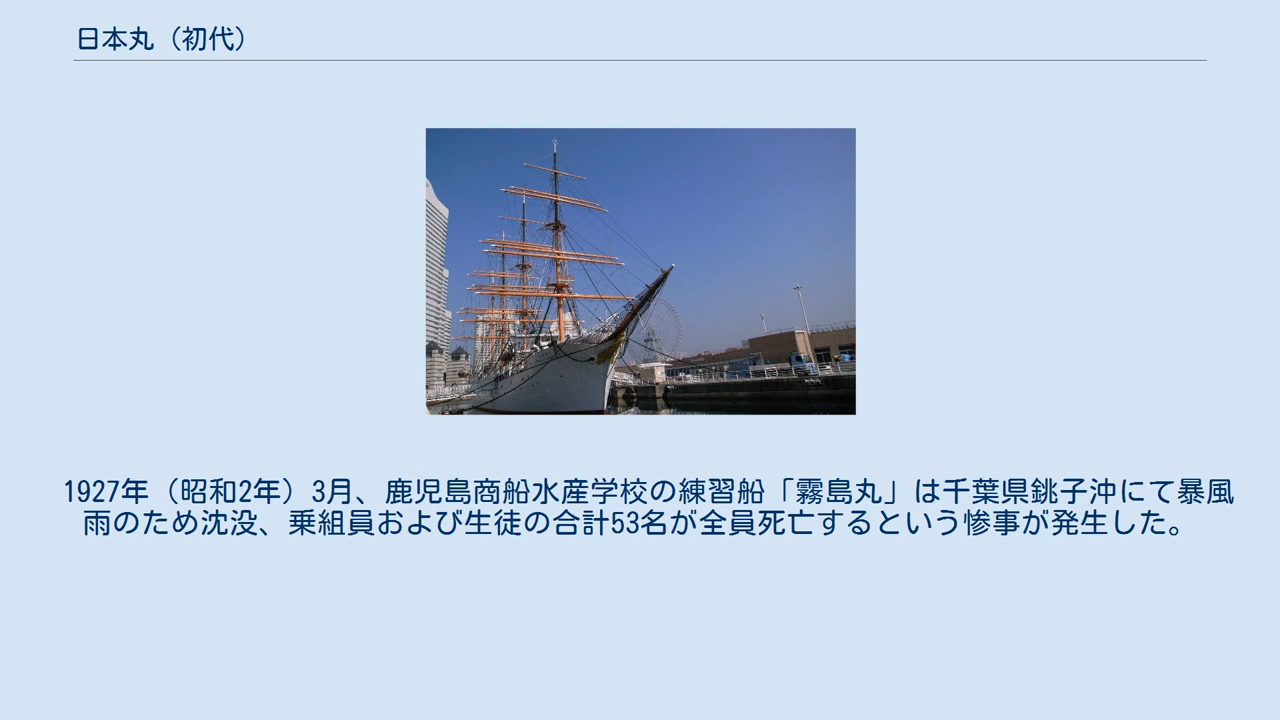 日本丸（初代）
1927年（昭和2年）3月、鹿児島商船水産学校の練習船「霧島丸」は千葉県銚子沖にて暴風
雨のため沈没、乗組員および生徒の合計53名が全員死亡するという惨事が発生した。